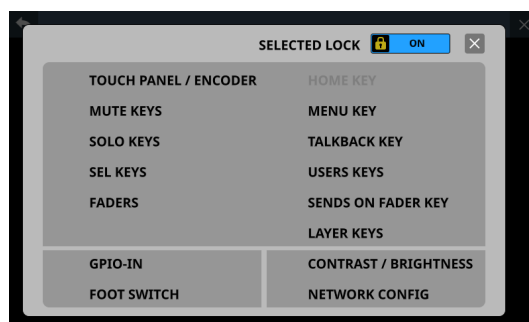 SELECTED LOCK ON
TOUCH PANEL / ENCODER HOME KEY
MUTE KEYS MENU KEY
SOLO KEYS TALKBACK KEY
SEL KEYS USERS KEYS
FADERS SENDS ON FADER KEY
LAYER KEYS
GPIO-IN CONTRAST / BRIGHTNESS
FOOT SWITCH NETWORK CONFIG